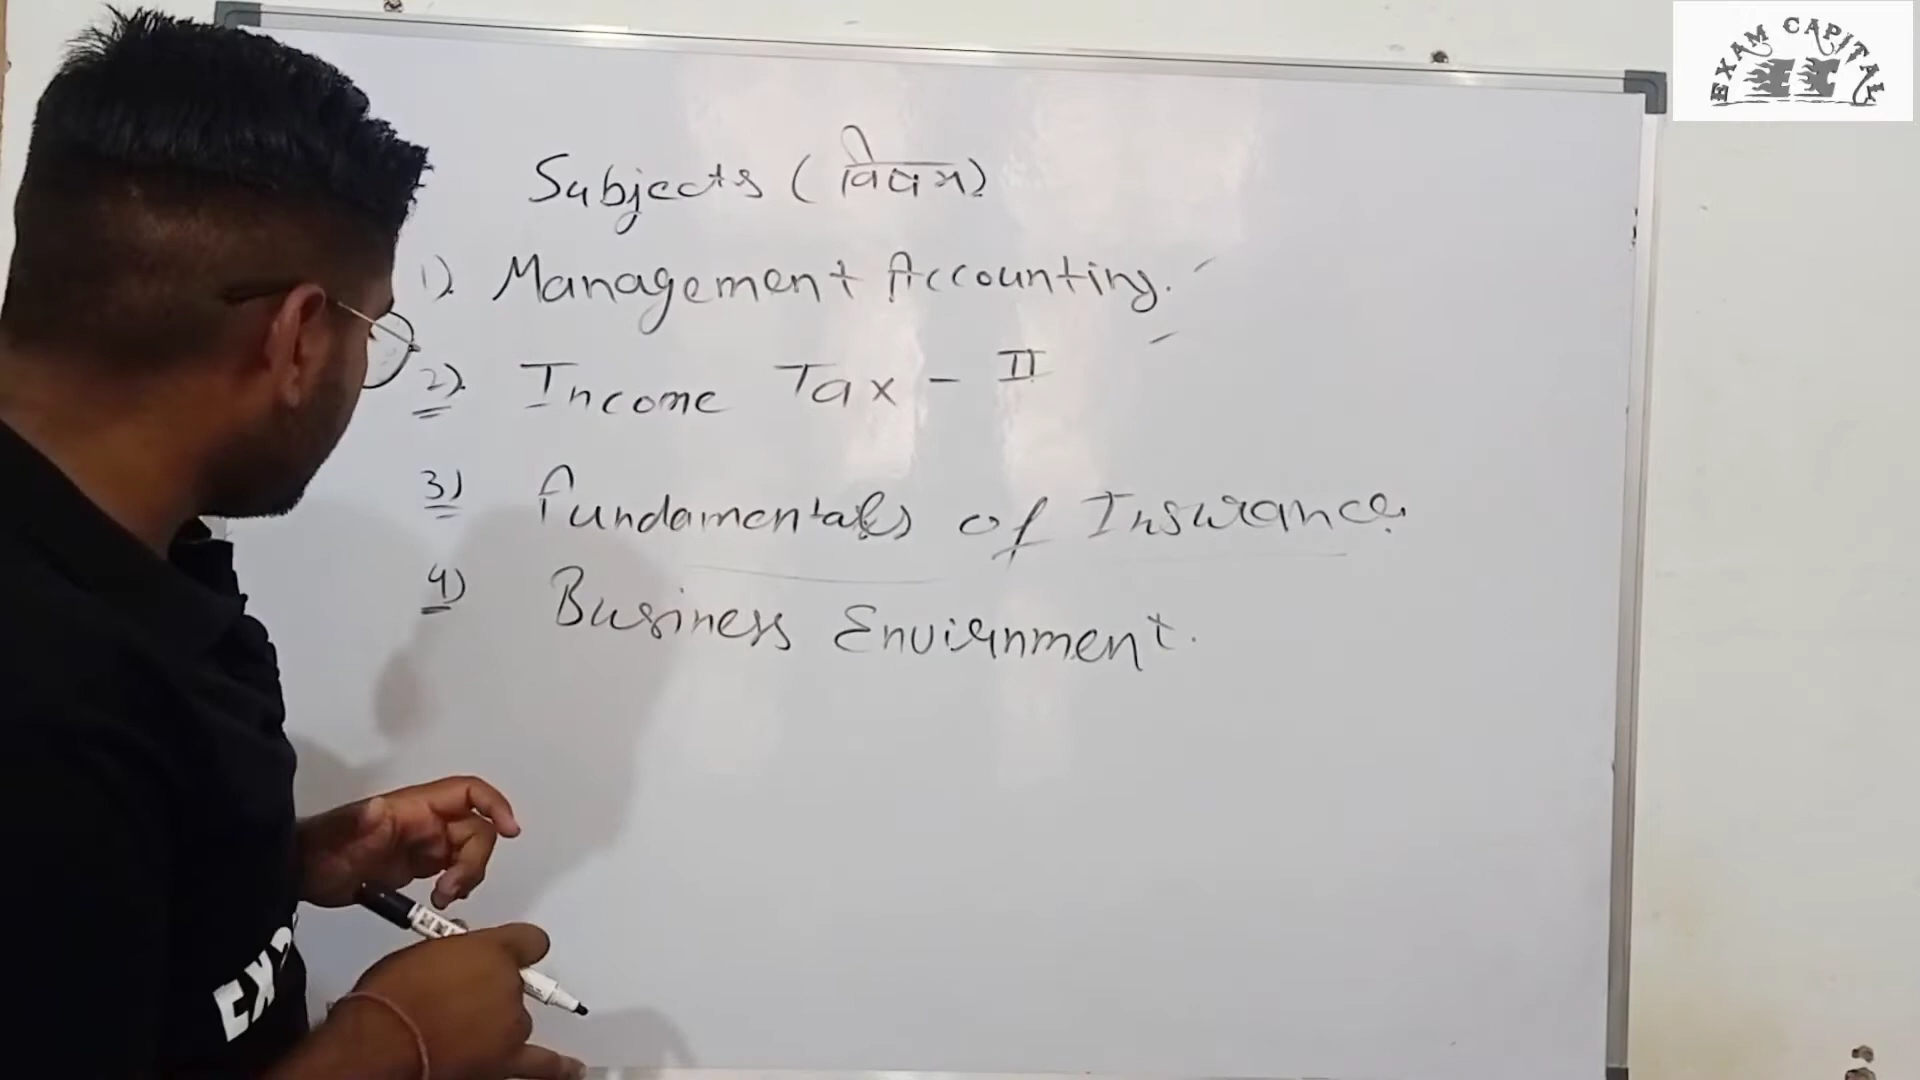 EXAM CAPITAL
Subjects (विषय)
1). Management Accounting.
2). Income Tax - II
3) Fundamentals of Insurance.
4) Business Envirnment.